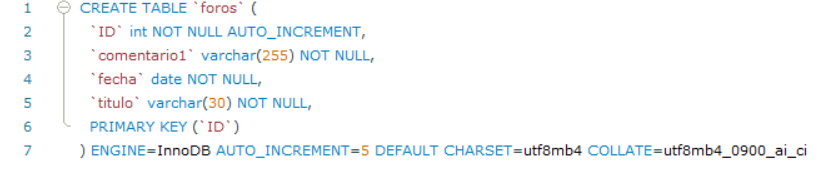 1 CREATE TABLE `foros` (
2 `ID` int NOT NULL AUTO_INCREMENT,
3 `comentario1` varchar(255) NOT NULL,
4 `fecha` date NOT NULL,
5 `titulo` varchar(30) NOT NULL,
6 PRIMARY KEY (`ID`)
7 ) ENGINE=InnoDB AUTO_INCREMENT=5 DEFAULT CHARSET=utf8mb4 COLLATE=utf8mb4_0900_ai_ci